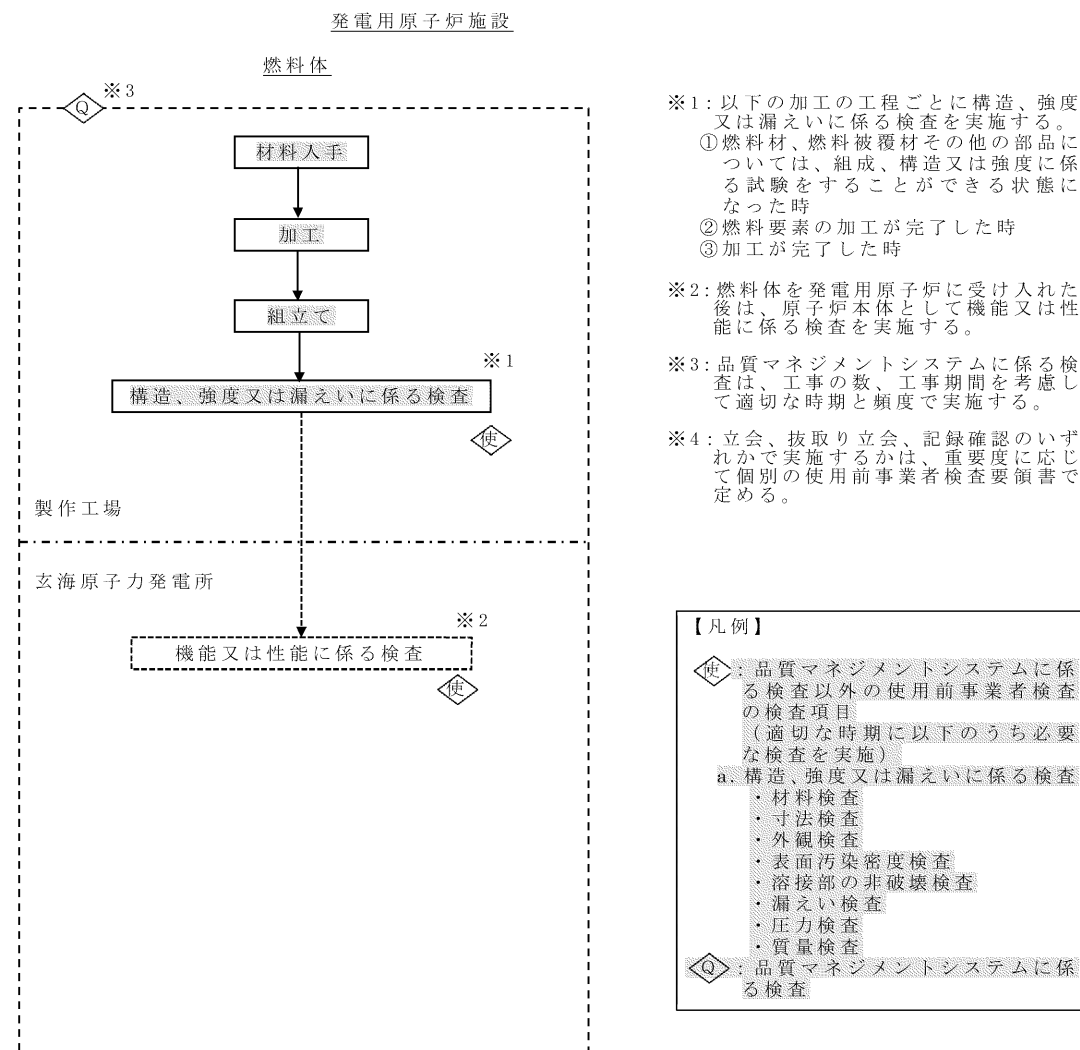 発電用原子炉施設
燃料体
Q
※3
材料入手
加工
組立て
※1
構造、強度又は漏えいに係る検査
使
製作工場
玄海原子力発電所
※2
機能又は性能に係る検査
使
※1:以下の加工の工程ごとに構造、強度
又は漏えいに係る検査を実施する。
①燃料材、燃料被覆材その他の部品に
ついては、組成、構造又は強度に係
る試験をすることができる状態に
なった時
②燃料要素の加工が完了した時
③加工が完了した時
※2:燃料体を発電用原子炉に受け入れた
後は、原子炉本体として機能又は性
能に係る検査を実施する。
※3:品質マネジメントシステムに係る検
査は、工事の数、工事期間を考慮し
て適切な時期と頻度で実施する。
※4:立会、抜取り立会、記録確認のいず
れかで実施するかは、重要度に応じ
て個別の使用前事業者検査要領書で
定める。
【凡例】
使:品質マネジメントシステムに係
る検査以外の使用前事業者検査
の検査項目
(適切な時期に以下のうち必要
な検査を実施)
a.構造、強度又は漏えいに係る検査
・材料検査
・寸法検査
・外観検査
・表面汚染密度検査
・溶接部の非破壊検査
・漏えい検査
・圧力検査
・質量検査
Q:品質マネジメントシステムに係
る検査